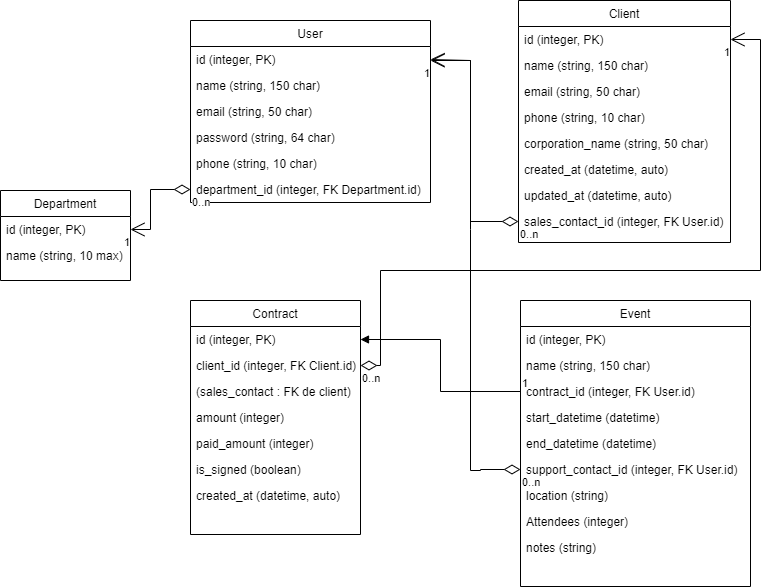 User
id (integer, PK)
1
name (string, 150 char)
email (string, 50 char)
password (string, 64 char)
phone (string, 10 char)
department_id (integer, FK Department.id)
0..n
Client
id (integer, PK)
1
name (string, 150 char)
email (string, 50 char)
phone (string, 10 char)
corporation_name (string, 50 char)
created_at (datetime, auto)
updated_at (datetime, auto)
sales_contact_id (integer, FK User.id)
0..n
Department
id (integer, PK)
1
name (string, 10 max)
Contract
id (integer, PK)
client_id (integer, FK Client.id)
0..n
(sales_contact : FK de client)
amount (integer)
paid_amount (integer)
is_signed (boolean)
created_at (datetime, auto)
Event
id (integer, PK)
name (string, 150 char)
1
contract_id (integer, FK User.id)
start_datetime (datetime)
end_datetime (datetime)
support_contact_id (integer, FK User.id)
0..n
location (string)
Attendees (integer)
notes (string)